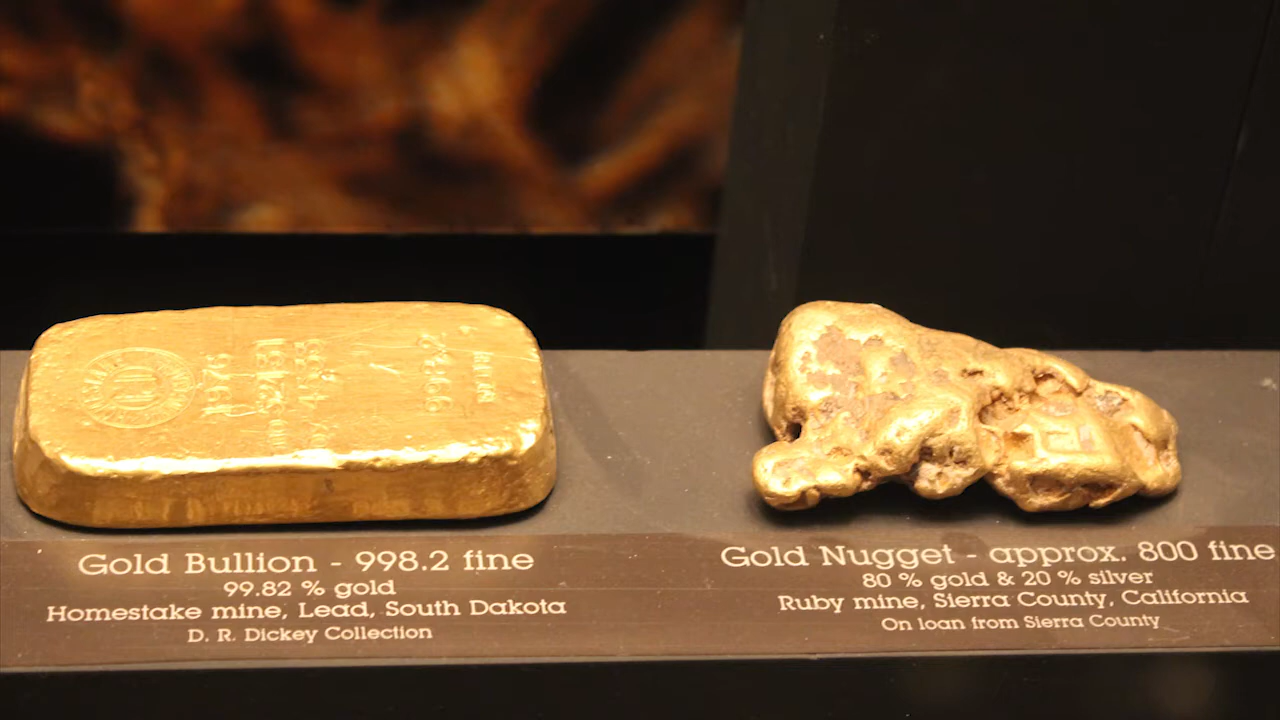 Gold Bullion - 998.2 fine
99.82 % gold
Homestake mine, Lead, South Dakota
D. R. Dickey Collection
Gold Nugget - approx. 800 fine
80 % gold & 20 % silver
Ruby mine, Sierra County, California
On loan from Sierra County